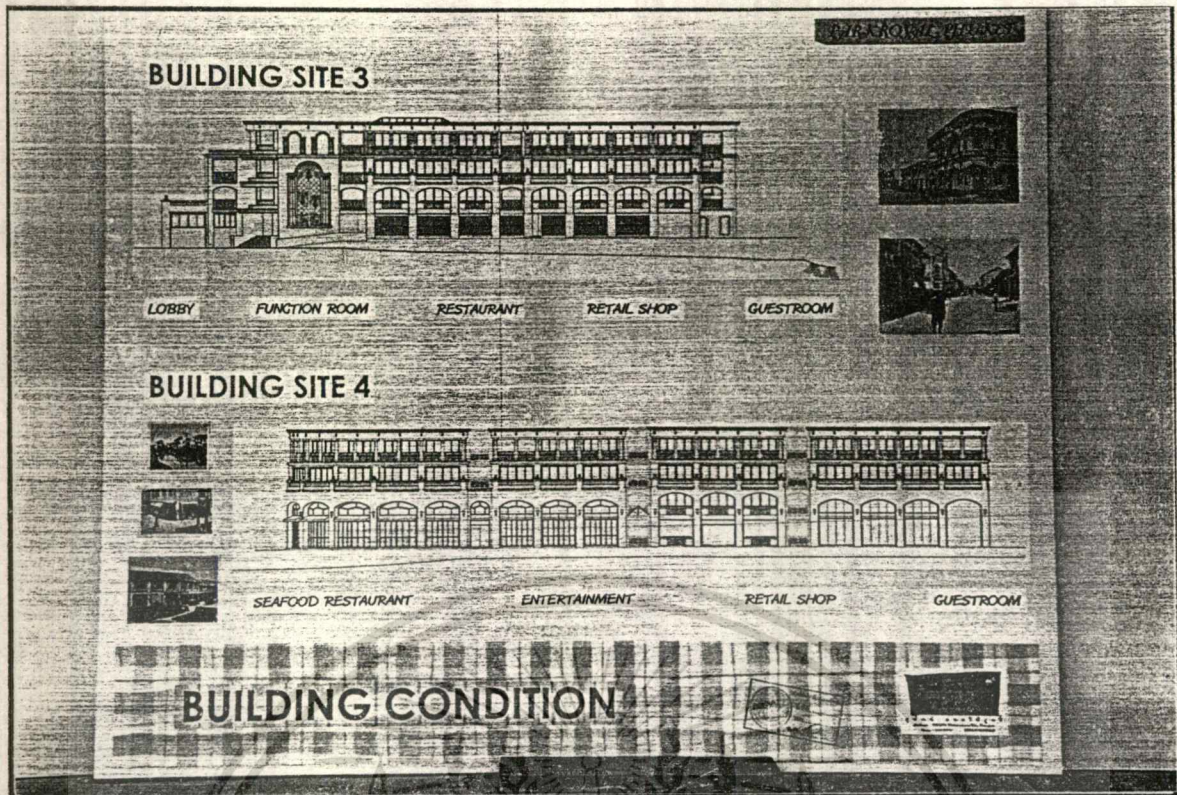 BUILDING SITE 3
LOBBY FUNCTION ROOM RESTAURANT RETAIL SHOP GUESTROOM
BUILDING SITE 4
SEAFOOD RESTAURANT ENTERTAINMENT RETAIL SHOP GUESTROOM
BUILDING CONDITION